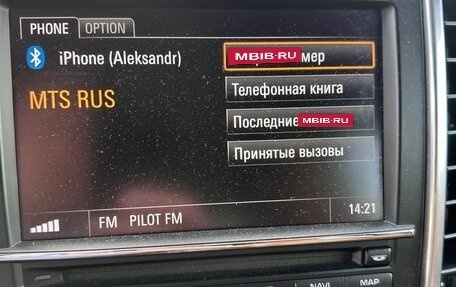 PHONE OPTION
iPhone (Aleksandr)
MBIB.RU
MTS RUS
Телефонная книга
Последние MBIB.RU
Принятые вызовы
FM PILOT FM
14:21
NAVI
MAP